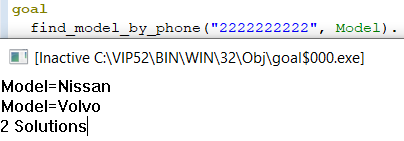 goal
find_model_by_phone("2222222222", Model).
[Inactive C:\VIP52\BIN\WIN\32\Obj\goal$000.exe]
Model=Nissan
Model=Volvo
2 Solutions